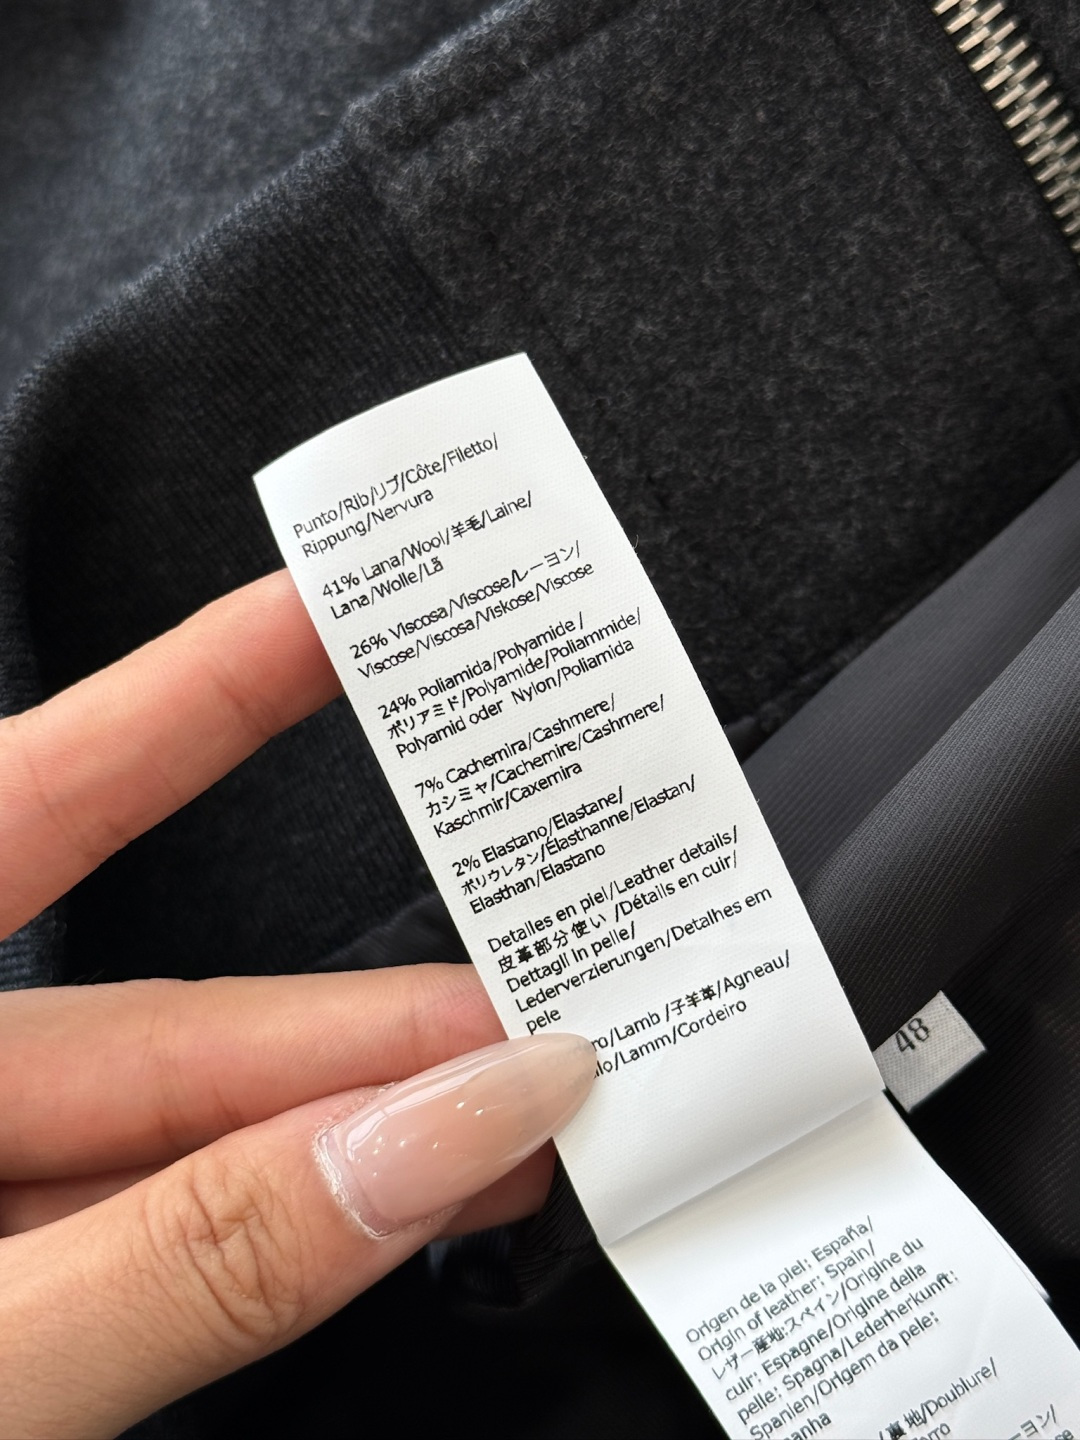 Punto/Rib/リブ/Côte/Filetto/
Rippung/Nervura
41% Lana/Wool/羊毛/Laine/
Lana/Wolle/Lã
26% Viscosa/Viscose/レーヨン/
Viscose/Viscosa/Viskose/Viscose
24% Poliamida/Polyamide /
ポリアミド/Polyamide/Poliammide/
Polyamid oder Nylon/Poliamida
7% Cachemira/Cashmere/
カシミヤ/Cachemire/Cashmere/
Kaschmir/Caxemira
2% Elastano/Elastane/
ポリウレタン/Élasthanne/Elastan/
Elasthan/Elastano
Detalles en piel/Leather details/
皮革部分使い /Détails en cuir/
Dettagli in pelle/
Lederverzierungen/Detalhes em
pele
/Lamb /子羊革/Agneau/
/Lamm/Cordeiro
48
Origen de la piel: España/
Origin of leather: Spain/
レザー産地:スペイン/Origine du
cuir: Espagne/Origine della
pelle: Spagna/Lederherkunft:
Spanien/Origem da pele:
/裏地/Doublure/